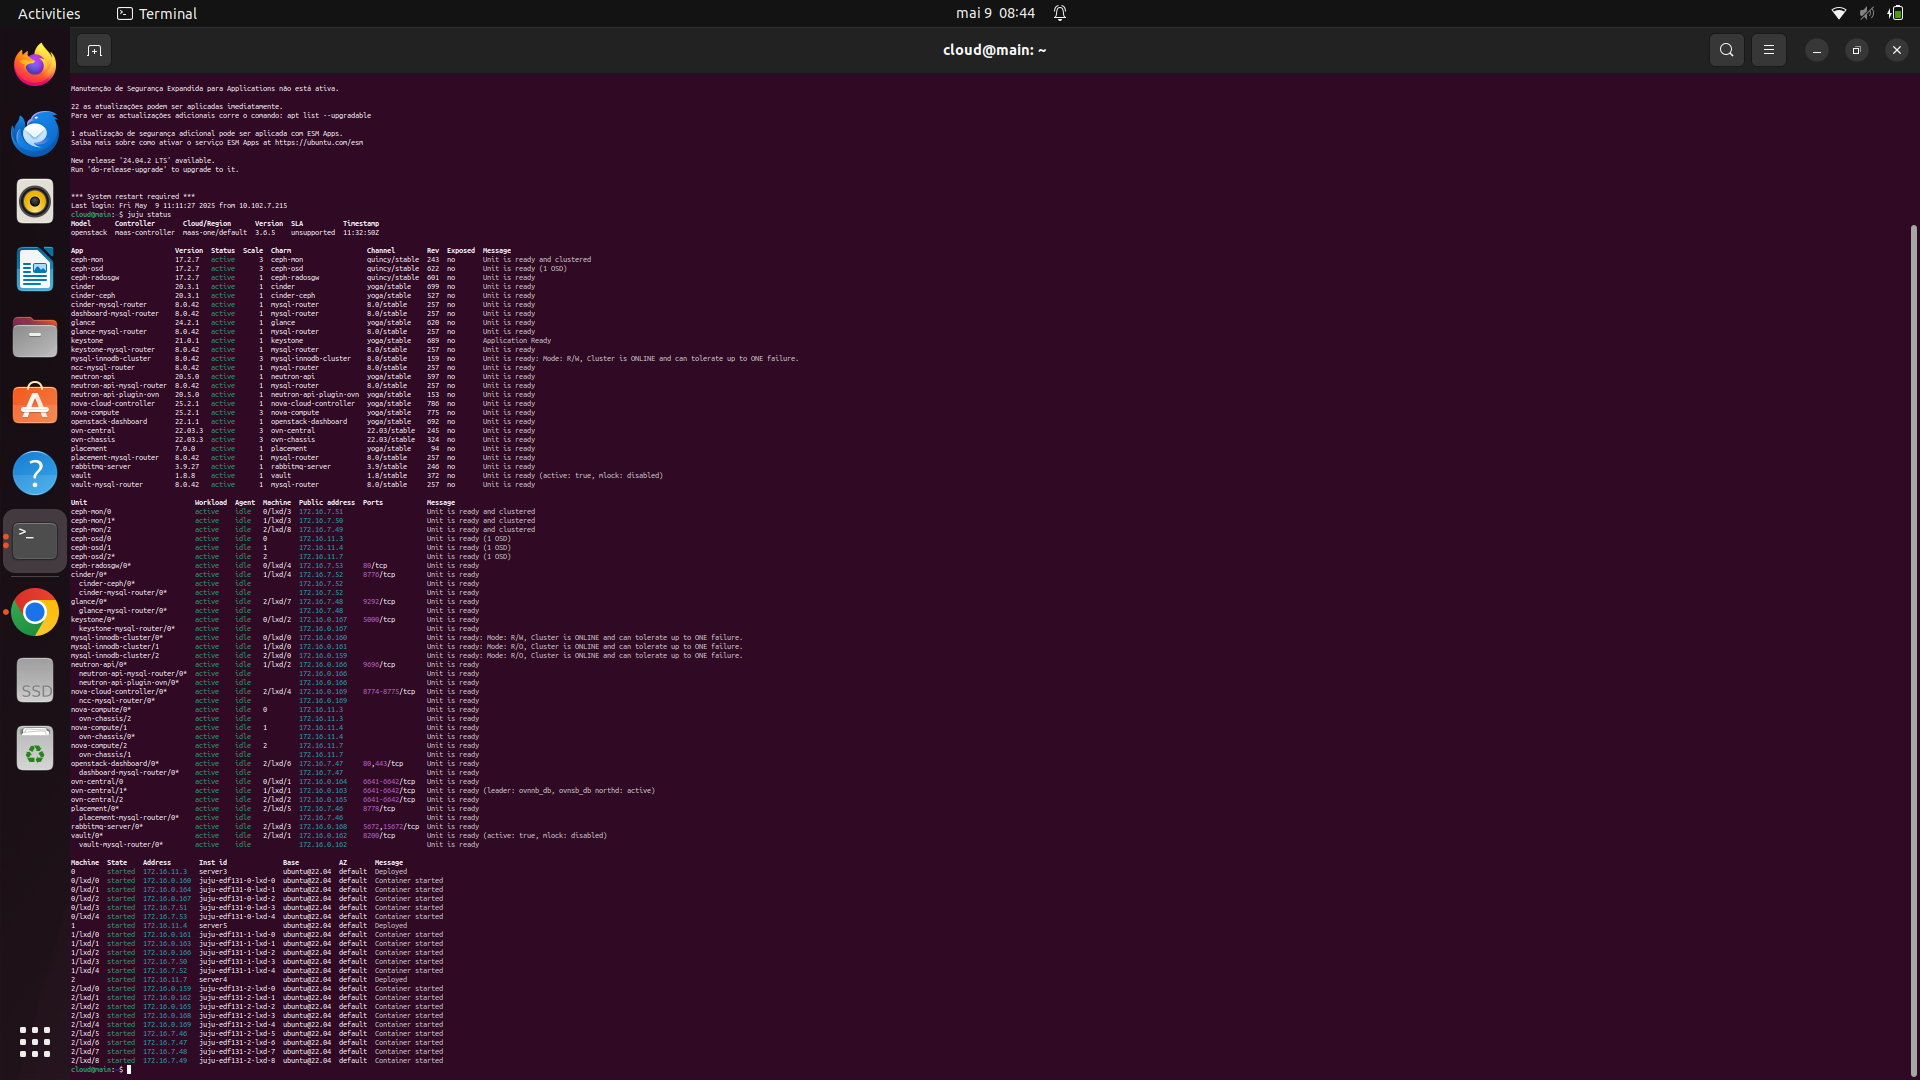 Activities
Terminal
mai 9 08:44
cloud@main: ~
Manutenção de Segurança Expandida para Applications não está ativa.
22 as atualizações podem ser aplicadas imediatamente.
Para ver as actualizações adicionais corre o comando: apt list --upgradable
1 atualização de segurança adicional pode ser aplicada com ESM Apps.
Saiba mais sobre como ativar o serviço ESM Apps at https://ubuntu.com/esm
New release '24.04.2 LTS' available.
Run 'do-release-upgrade' to upgrade to it.
*** System restart required ***
Last login: Fri May  9 11:11:27 2025 from 10.102.7.215
cloud@main:~$ juju status
Model Controller Cloud/Region Version SLA Timestamp
openstack maas-controller maas-one/default 3.6.5 unsupported 11:32:50Z
App Version Status Scale Charm Channel Rev Exposed Message
ceph-mon 17.2.7 active 3 ceph-mon quincy/stable 243 no Unit is ready and clustered
ceph-osd 17.2.7 active 3 ceph-osd quincy/stable 622 no Unit is ready (1 OSD)
ceph-radosgw 17.2.7 active 1 ceph-radosgw quincy/stable 601 no Unit is ready
cinder 20.3.1 active 1 cinder yoga/stable 699 no Unit is ready
cinder-ceph 20.3.1 active 1 cinder-ceph yoga/stable 527 no Unit is ready
cinder-mysql-router 8.0.42 active 1 mysql-router 8.0/stable 257 no Unit is ready
dashboard-mysql-router 8.0.42 active 1 mysql-router 8.0/stable 257 no Unit is ready
glance 24.2.1 active 1 glance yoga/stable 620 no Unit is ready
glance-mysql-router 8.0.42 active 1 mysql-router 8.0/stable 257 no Unit is ready
keystone 21.0.1 active 1 keystone yoga/stable 689 no Application Ready
keystone-mysql-router 8.0.42 active 1 mysql-router 8.0/stable 257 no Unit is ready
mysql-innodb-cluster 8.0.42 active 3 mysql-innodb-cluster 8.0/stable 159 no Unit is ready: Mode: R/W, Cluster is ONLINE and can tolerate up to ONE failure.
ncc-mysql-router 8.0.42 active 1 mysql-router 8.0/stable 257 no Unit is ready
neutron-api 20.5.0 active 1 neutron-api yoga/stable 597 no Unit is ready
neutron-api-mysql-router 8.0.42 active 1 mysql-router 8.0/stable 257 no Unit is ready
neutron-api-plugin-ovn 20.5.0 active 1 neutron-api-plugin-ovn yoga/stable 153 no Unit is ready
nova-cloud-controller 25.2.1 active 1 nova-cloud-controller yoga/stable 786 no Unit is ready
nova-compute 25.2.1 active 3 nova-compute yoga/stable 775 no Unit is ready
openstack-dashboard 22.1.1 active 1 openstack-dashboard yoga/stable 692 no Unit is ready
ovn-central 22.03.3 active 3 ovn-central 22.03/stable 245 no Unit is ready
ovn-chassis 22.03.3 active 3 ovn-chassis 22.03/stable 324 no Unit is ready
placement 7.0.0 active 1 placement yoga/stable 94 no Unit is ready
placement-mysql-router 8.0.42 active 1 mysql-router 8.0/stable 257 no Unit is ready
rabbitmq-server 3.9.27 active 1 rabbitmq-server 3.9/stable 246 no Unit is ready
vault 1.8.8 active 1 vault 1.8/stable 372 no Unit is ready (active: true, mlock: disabled)
vault-mysql-router 8.0.42 active 1 mysql-router 8.0/stable 257 no Unit is ready
Unit Workload Agent Machine Public address Ports Message
ceph-mon/0 active idle 0/lxd/3 172.16.7.51 Unit is ready and clustered
ceph-mon/1* active idle 1/lxd/3 172.16.7.50 Unit is ready and clustered
ceph-mon/2 active idle 2/lxd/8 172.16.7.49 Unit is ready and clustered
ceph-osd/0 active idle 0 172.16.11.3 Unit is ready (1 OSD)
ceph-osd/1 active idle 1 172.16.11.4 Unit is ready (1 OSD)
ceph-osd/2* active idle 2 172.16.11.7 Unit is ready (1 OSD)
ceph-radosgw/0* active idle 0/lxd/4 172.16.7.53 80/tcp Unit is ready
cinder/0* active idle 1/lxd/4 172.16.7.52 8776/tcp Unit is ready
cinder-ceph/0* active idle 172.16.7.52 Unit is ready
cinder-mysql-router/0* active idle 172.16.7.52 Unit is ready
glance/0* active idle 2/lxd/7 172.16.7.48 9292/tcp Unit is ready
glance-mysql-router/0* active idle 172.16.7.48 Unit is ready
keystone/0* active idle 0/lxd/2 172.16.0.167 5000/tcp Unit is ready
keystone-mysql-router/0* active idle 172.16.0.167 Unit is ready
mysql-innodb-cluster/0* active idle 0/lxd/0 172.16.0.160 Unit is ready: Mode: R/W, Cluster is ONLINE and can tolerate up to ONE failure.
mysql-innodb-cluster/1 active idle 1/lxd/0 172.16.0.161 Unit is ready: Mode: R/O, Cluster is ONLINE and can tolerate up to ONE failure.
mysql-innodb-cluster/2 active idle 2/lxd/0 172.16.0.159 Unit is ready: Mode: R/O, Cluster is ONLINE and can tolerate up to ONE failure.
neutron-api/0* active idle 1/lxd/2 172.16.0.166 9696/tcp Unit is ready
neutron-api-mysql-router/0* active idle 172.16.0.166 Unit is ready
neutron-api-plugin-ovn/0* active idle 172.16.0.166 Unit is ready
nova-cloud-controller/0* active idle 2/lxd/4 172.16.0.169 8774-8775/tcp Unit is ready
ncc-mysql-router/0* active idle 172.16.0.169 Unit is ready
nova-compute/0* active idle 0 172.16.11.3 Unit is ready
ovn-chassis/2 active idle 172.16.11.3 Unit is ready
nova-compute/1 active idle 1 172.16.11.4 Unit is ready
ovn-chassis/0* active idle 172.16.11.4 Unit is ready
nova-compute/2 active idle 2 172.16.11.7 Unit is ready
ovn-chassis/1 active idle 172.16.11.7 Unit is ready
openstack-dashboard/0* active idle 2/lxd/6 172.16.7.47 80,443/tcp Unit is ready
dashboard-mysql-router/0* active idle 172.16.7.47 Unit is ready
ovn-central/0 active idle 0/lxd/1 172.16.0.164 6641-6642/tcp Unit is ready
ovn-central/1* active idle 1/lxd/1 172.16.0.163 6641-6642/tcp Unit is ready (leader: ovnnb_db, ovnsb_db northd: active)
ovn-central/2 active idle 2/lxd/2 172.16.0.165 6641-6642/tcp Unit is ready
placement/0* active idle 2/lxd/5 172.16.7.46 8778/tcp Unit is ready
placement-mysql-router/0* active idle 172.16.7.46 Unit is ready
rabbitmq-server/0* active idle 2/lxd/3 172.16.0.168 5672,15672/tcp Unit is ready
vault/0* active idle 2/lxd/1 172.16.0.162 8200/tcp Unit is ready (active: true, mlock: disabled)
vault-mysql-router/0* active idle 172.16.0.162 Unit is ready
Machine State Address Inst id Base AZ Message
0 started 172.16.11.3 server3 ubuntu@22.04 default Deployed
0/lxd/0 started 172.16.0.160 juju-edf131-0-lxd-0 ubuntu@22.04 default Container started
0/lxd/1 started 172.16.0.164 juju-edf131-0-lxd-1 ubuntu@22.04 default Container started
0/lxd/2 started 172.16.0.167 juju-edf131-0-lxd-2 ubuntu@22.04 default Container started
0/lxd/3 started 172.16.7.51 juju-edf131-0-lxd-3 ubuntu@22.04 default Container started
0/lxd/4 started 172.16.7.53 juju-edf131-0-lxd-4 ubuntu@22.04 default Container started
1 started 172.16.11.4 server5 ubuntu@22.04 default Deployed
1/lxd/0 started 172.16.0.161 juju-edf131-1-lxd-0 ubuntu@22.04 default Container started
1/lxd/1 started 172.16.0.163 juju-edf131-1-lxd-1 ubuntu@22.04 default Container started
1/lxd/2 started 172.16.0.166 juju-edf131-1-lxd-2 ubuntu@22.04 default Container started
1/lxd/3 started 172.16.7.50 juju-edf131-1-lxd-3 ubuntu@22.04 default Container started
1/lxd/4 started 172.16.7.52 juju-edf131-1-lxd-4 ubuntu@22.04 default Container started
2 started 172.16.11.7 server4 ubuntu@22.04 default Deployed
2/lxd/0 started 172.16.0.159 juju-edf131-2-lxd-0 ubuntu@22.04 default Container started
2/lxd/1 started 172.16.0.162 juju-edf131-2-lxd-1 ubuntu@22.04 default Container started
2/lxd/2 started 172.16.0.165 juju-edf131-2-lxd-2 ubuntu@22.04 default Container started
2/lxd/3 started 172.16.0.168 juju-edf131-2-lxd-3 ubuntu@22.04 default Container started
2/lxd/4 started 172.16.0.169 juju-edf131-2-lxd-4 ubuntu@22.04 default Container started
2/lxd/5 started 172.16.7.46 juju-edf131-2-lxd-5 ubuntu@22.04 default Container started
2/lxd/6 started 172.16.7.47 juju-edf131-2-lxd-6 ubuntu@22.04 default Container started
2/lxd/7 started 172.16.7.48 juju-edf131-2-lxd-7 ubuntu@22.04 default Container started
2/lxd/8 started 172.16.7.49 juju-edf131-2-lxd-8 ubuntu@22.04 default Container started
cloud@main:~$
SSD